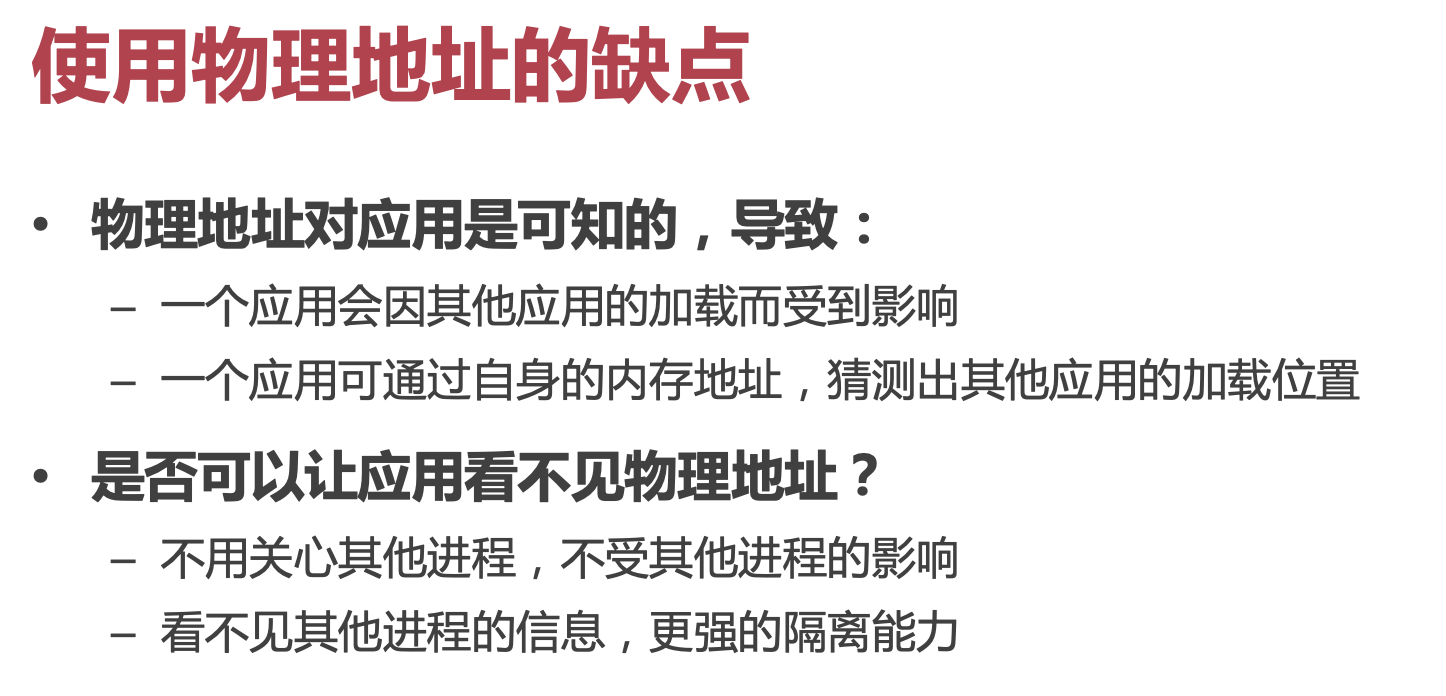 使用物理地址的缺点
• 物理地址对应用是可知的，导致：
– 一个应用会因其他应用的加载而受到影响
– 一个应用可通过自身的内存地址，猜测出其他应用的加载位置
• 是否可以让应用看不见物理地址？
– 不用关心其他进程，不受其他进程的影响
– 看不见其他进程的信息，更强的隔离能力